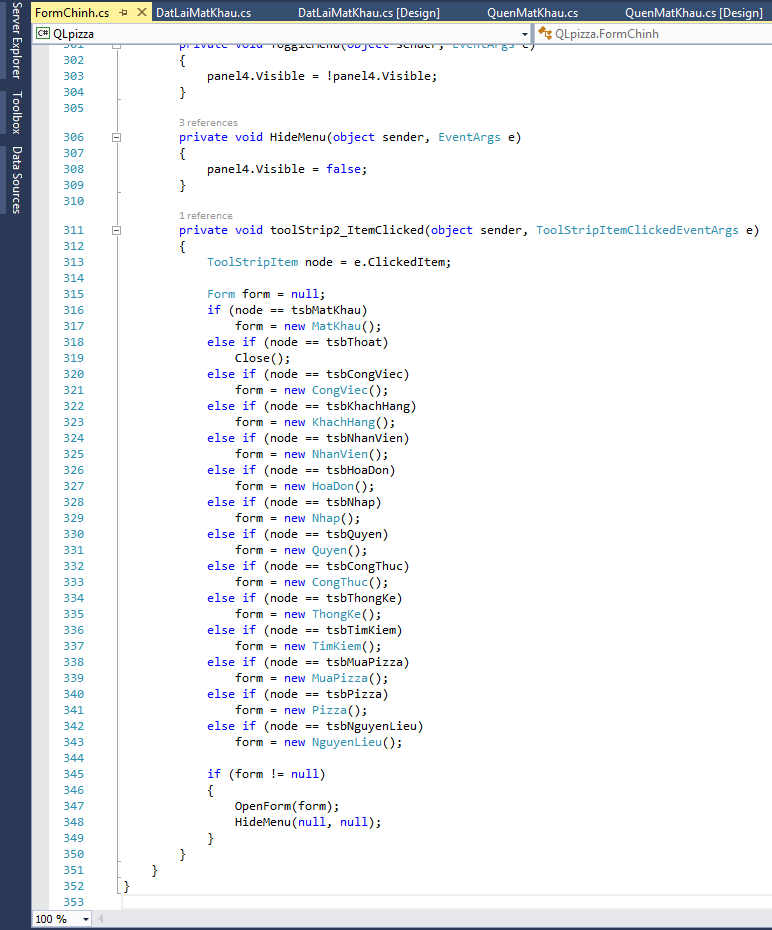 FormChinh.cs DatLaiMatKhau.cs DatLaiMatKhau.cs [Design] QuenMatKhau.cs QuenMatKhau.cs [Design]
Server Explorer
Toolbox
Data Sources
C# QLpizza QLpizza.FormChinh
301 private void ToggleMenu(object sender, EventArgs e)
302 {
303 panel4.Visible = !panel4.Visible;
304 }
305
3 references
306 private void HideMenu(object sender, EventArgs e)
307 {
308 panel4.Visible = false;
309 }
310
1 reference
311 private void toolStrip2_ItemClicked(object sender, ToolStripItemClickedEventArgs e)
312 {
313 ToolStripItem node = e.ClickedItem;
314
315 Form form = null;
316 if (node == tsbMatKhau)
317 form = new MatKhau();
318 else if (node == tsbThoat)
319 Close();
320 else if (node == tsbCongViec)
321 form = new CongViec();
322 else if (node == tsbKhachHang)
323 form = new KhachHang();
324 else if (node == tsbNhanVien)
325 form = new NhanVien();
326 else if (node == tsbHoaDon)
327 form = new HoaDon();
328 else if (node == tsbNhap)
329 form = new Nhap();
330 else if (node == tsbQuyen)
331 form = new Quyen();
332 else if (node == tsbCongThuc)
333 form = new CongThuc();
334 else if (node == tsbThongKe)
335 form = new ThongKe();
336 else if (node == tsbTimKiem)
337 form = new TimKiem();
338 else if (node == tsbMuaPizza)
339 form = new MuaPizza();
340 else if (node == tsbPizza)
341 form = new Pizza();
342 else if (node == tsbNguyenLieu)
343 form = new NguyenLieu();
344
345 if (form != null)
346 {
347 OpenForm(form);
348 HideMenu(null, null);
349 }
350 }
351 }
352 }
353
100 %